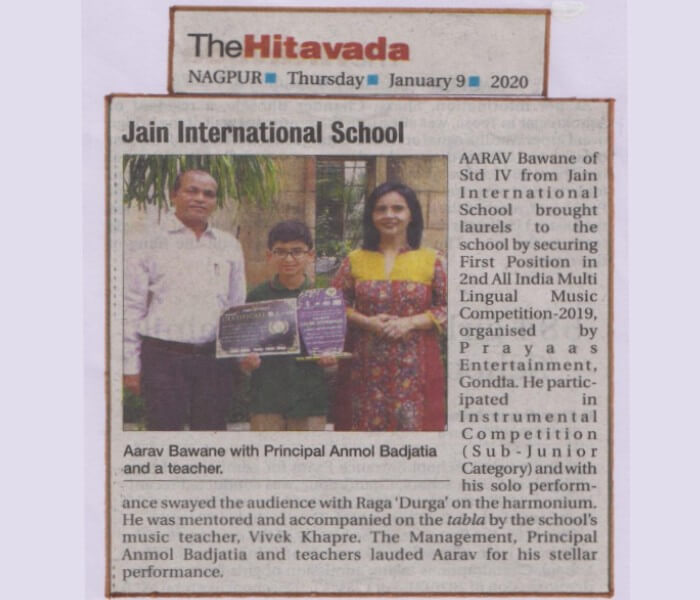 TheHitavada
NAGPUR ■ Thursday ■ January 9 ■ 2020
Jain International School
AARAV Bawane of
Std IV from Jain
International
School brought
laurels to the
school by securing
First Position in
2nd All India Multi
Lingual Music
Competition-2019,
organised by
Prayaas
Entertainment,
Gondia. He partic-
ipated in
Instrumental
Competition
(Sub-Junior
Category) and with
his solo perform-
ance swayed the audience with Raga ‘Durga’ on the harmonium.
He was mentored and accompanied on the tabla by the school’s
music teacher, Vivek Khapre. The Management, Principal
Anmol Badjatia and teachers lauded Aarav for his stellar
performance.
Aarav Bawane with Principal Anmol Badjatia
and a teacher.